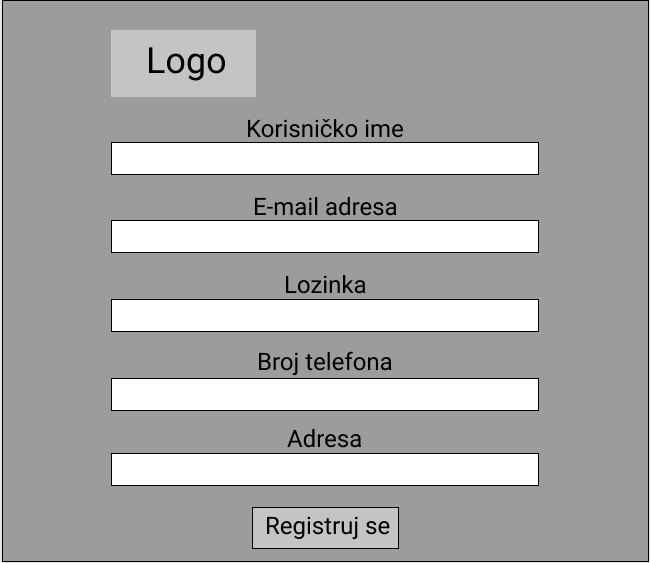 Logo
Korisničko ime
E-mail adresa
Lozinka
Broj telefona
Adresa
Registruj se